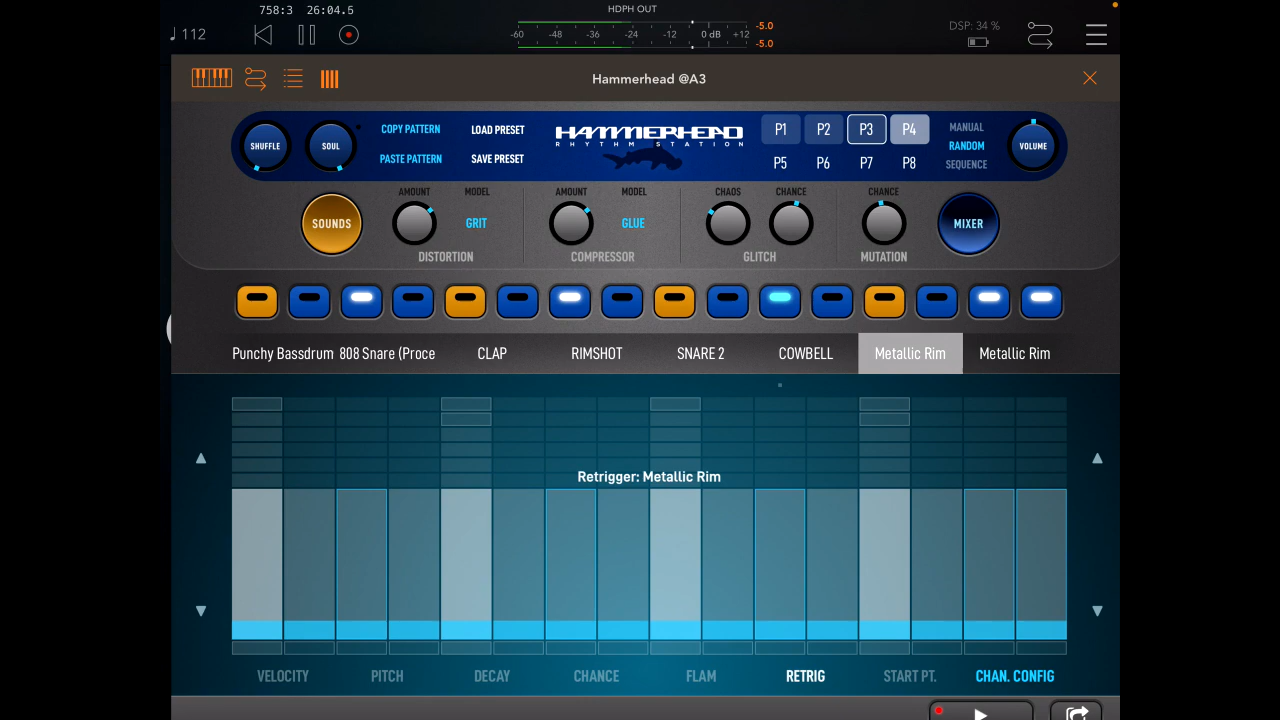 758:3 26:04.5
HDPH OUT
♩112
-60 -48 -36 -24 -12 0 dB +12
-5.0
-5.0
DSP: 34 %
Hammerhead @A3
SHUFFLE
SOUL
COPY PATTERN
PASTE PATTERN
LOAD PRESET
SAVE PRESET
HAMMERHEAD
RHYTHM STATION
P1 P2 P3 P4
P5 P6 P7 P8
MANUAL
RANDOM
SEQUENCE
VOLUME
SOUNDS
AMOUNT MODEL
GRIT
DISTORTION
AMOUNT MODEL
GLUE
COMPRESSOR
CHAOS CHANCE
GLITCH
CHANCE
MUTATION
MIXER
Punchy Bassdrum 808 Snare (Proce CLAP RIMSHOT SNARE 2 COWBELL Metallic Rim Metallic Rim
Retrigger: Metallic Rim
VELOCITY PITCH DECAY CHANCE FLAM RETRIG START PT. CHAN. CONFIG